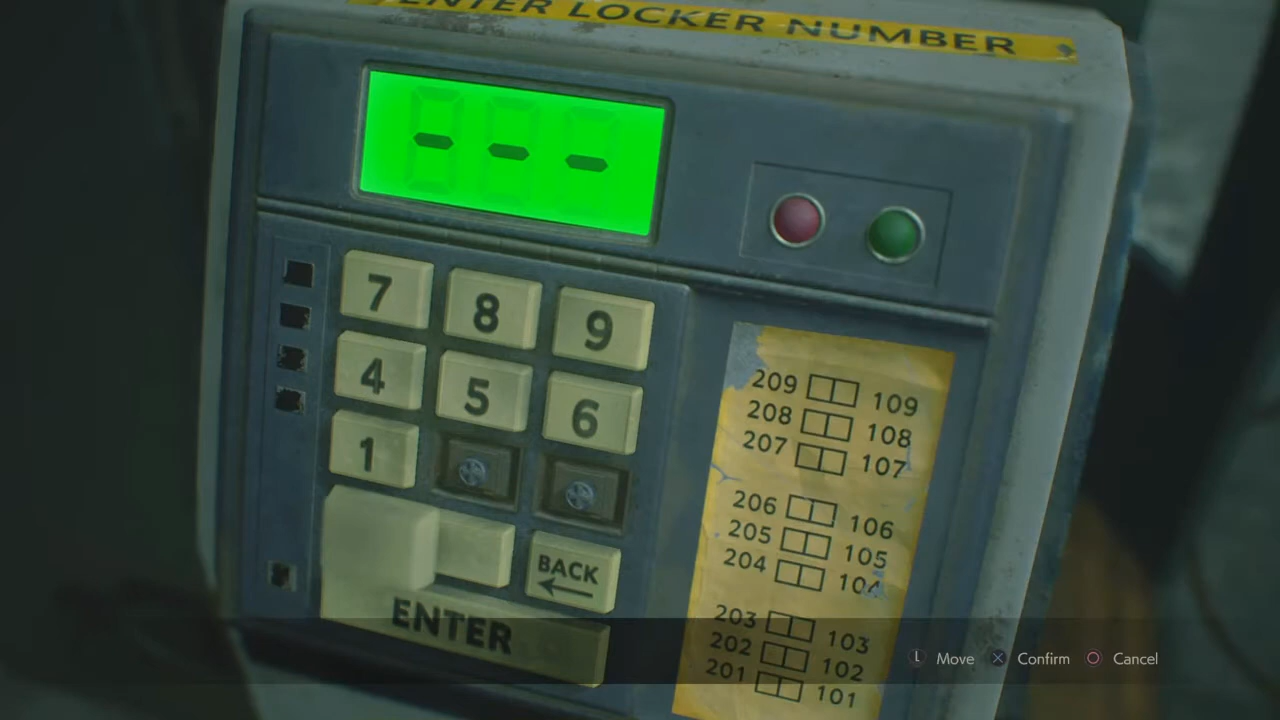 ENTER LOCKER NUMBER
- - -
7 8 9
4 5 6
1
BACK
ENTER
209 109
208 108
207 107
206 106
205 105
204 104
203 103
202 102
201 101
L Move Confirm Cancel